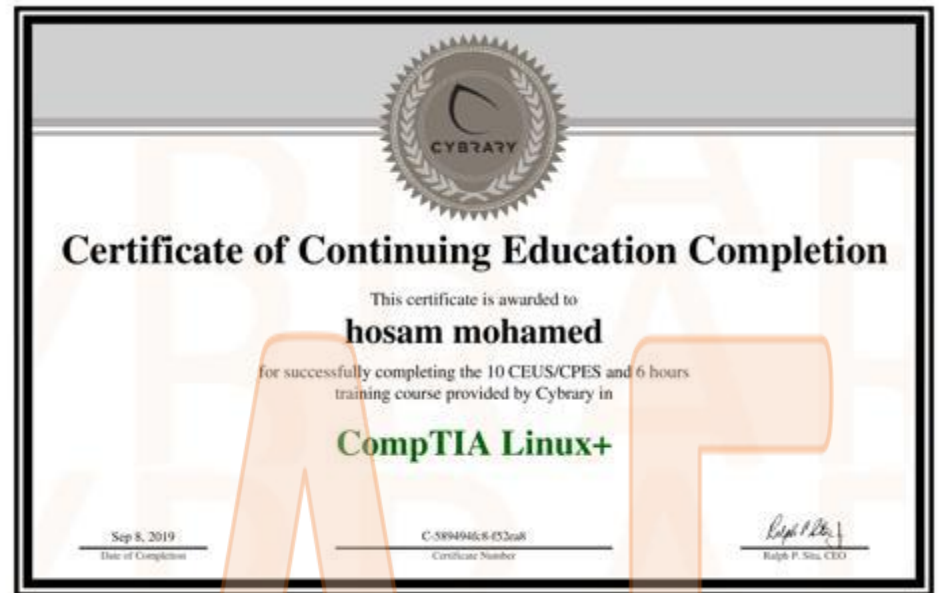 CYBRARY
Certificate of Continuing Education Completion
This certificate is awarded to
hosam mohamed
for successfully completing the 10 CEUS/CPES and 6 hours
training course provided by Cybrary in
CompTIA Linux+
Sep 8, 2019
Date of Completion
Certificate Number
Ralph P. Sita, CEO